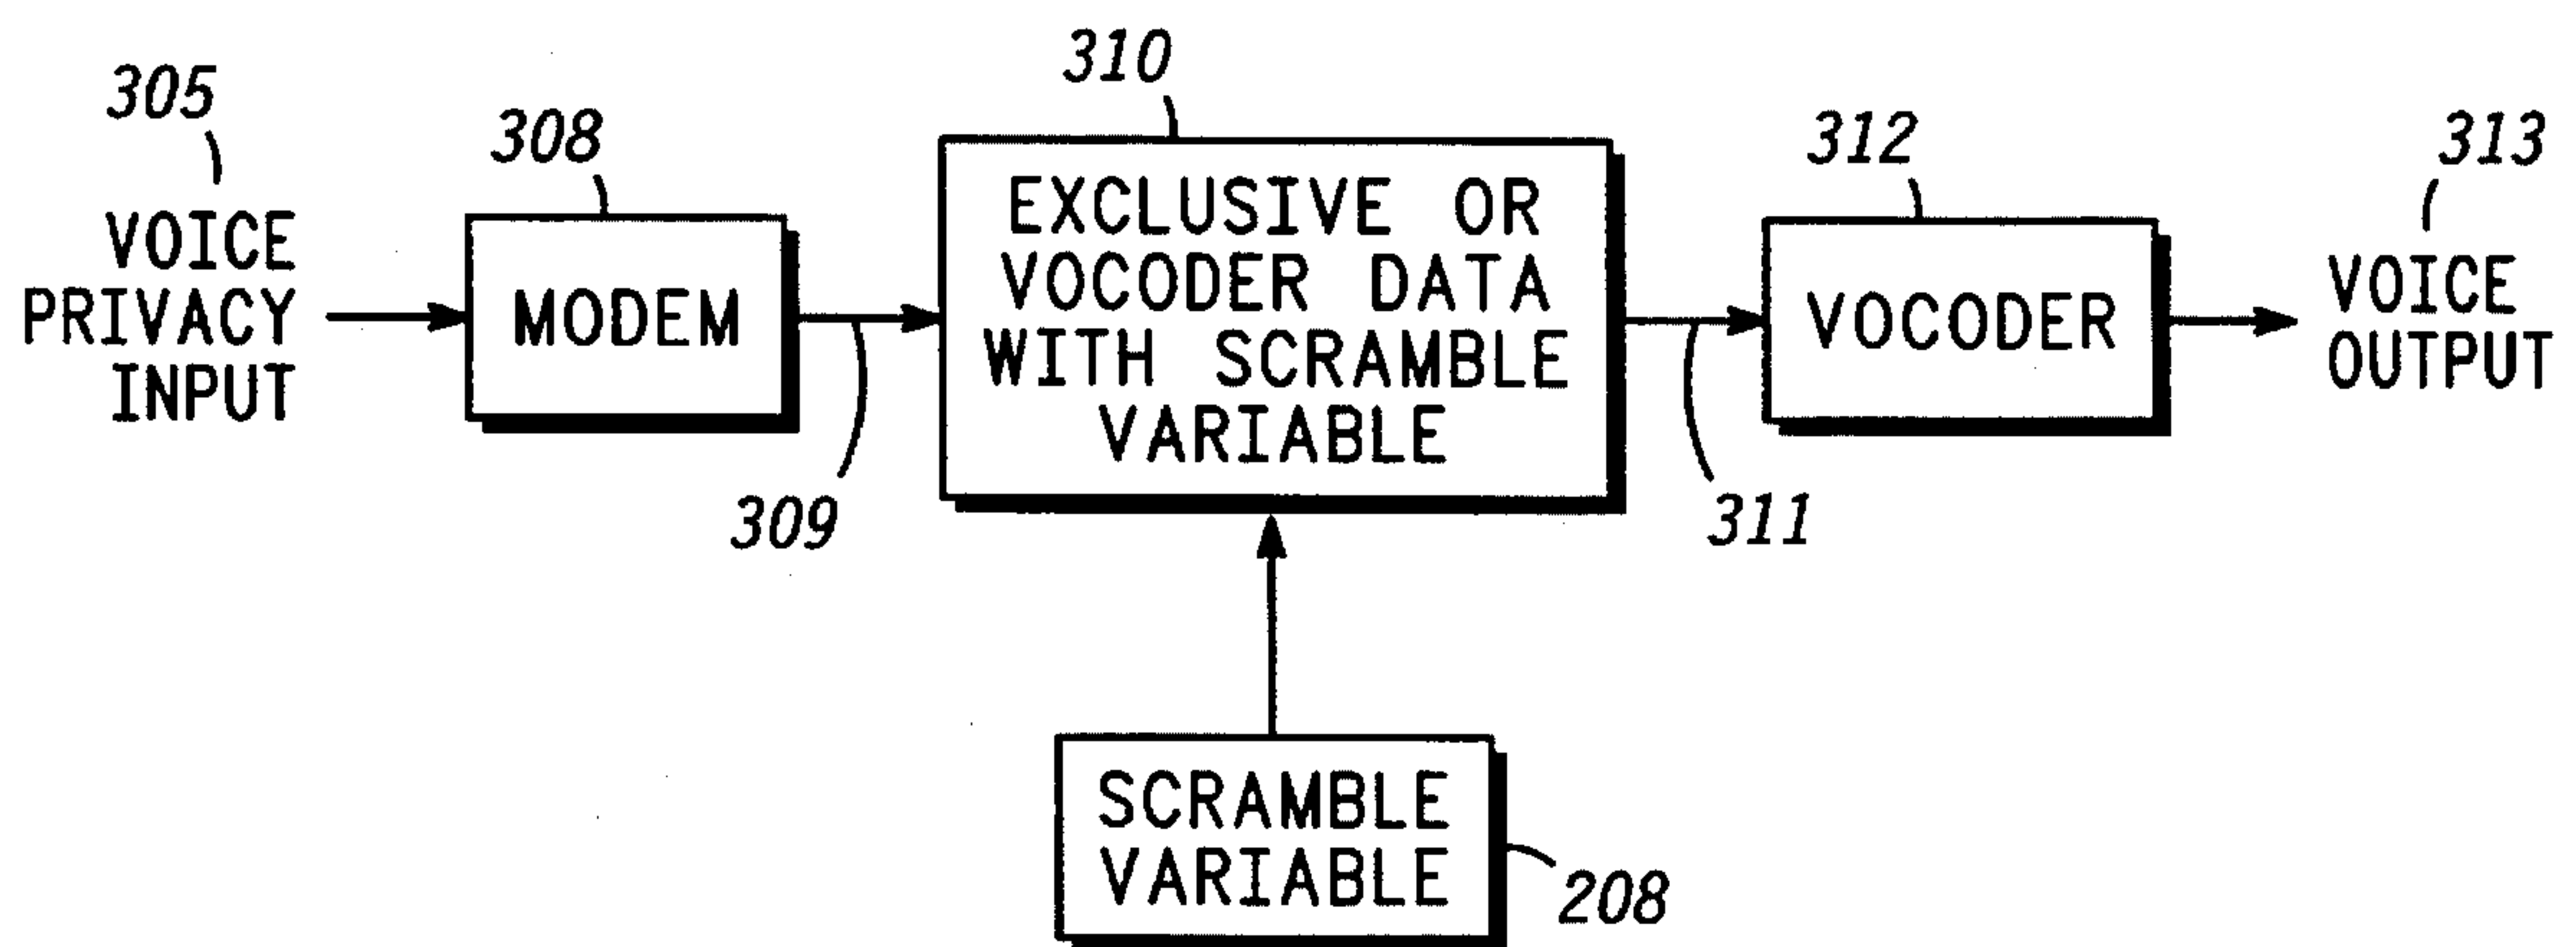 305
VOICE
PRIVACY
INPUT
308
MODEM
309
310
EXCLUSIVE OR
VOCODER DATA
WITH SCRAMBLE
VARIABLE
311
312
VOCODER
313
VOICE
OUTPUT
SCRAMBLE
VARIABLE
208